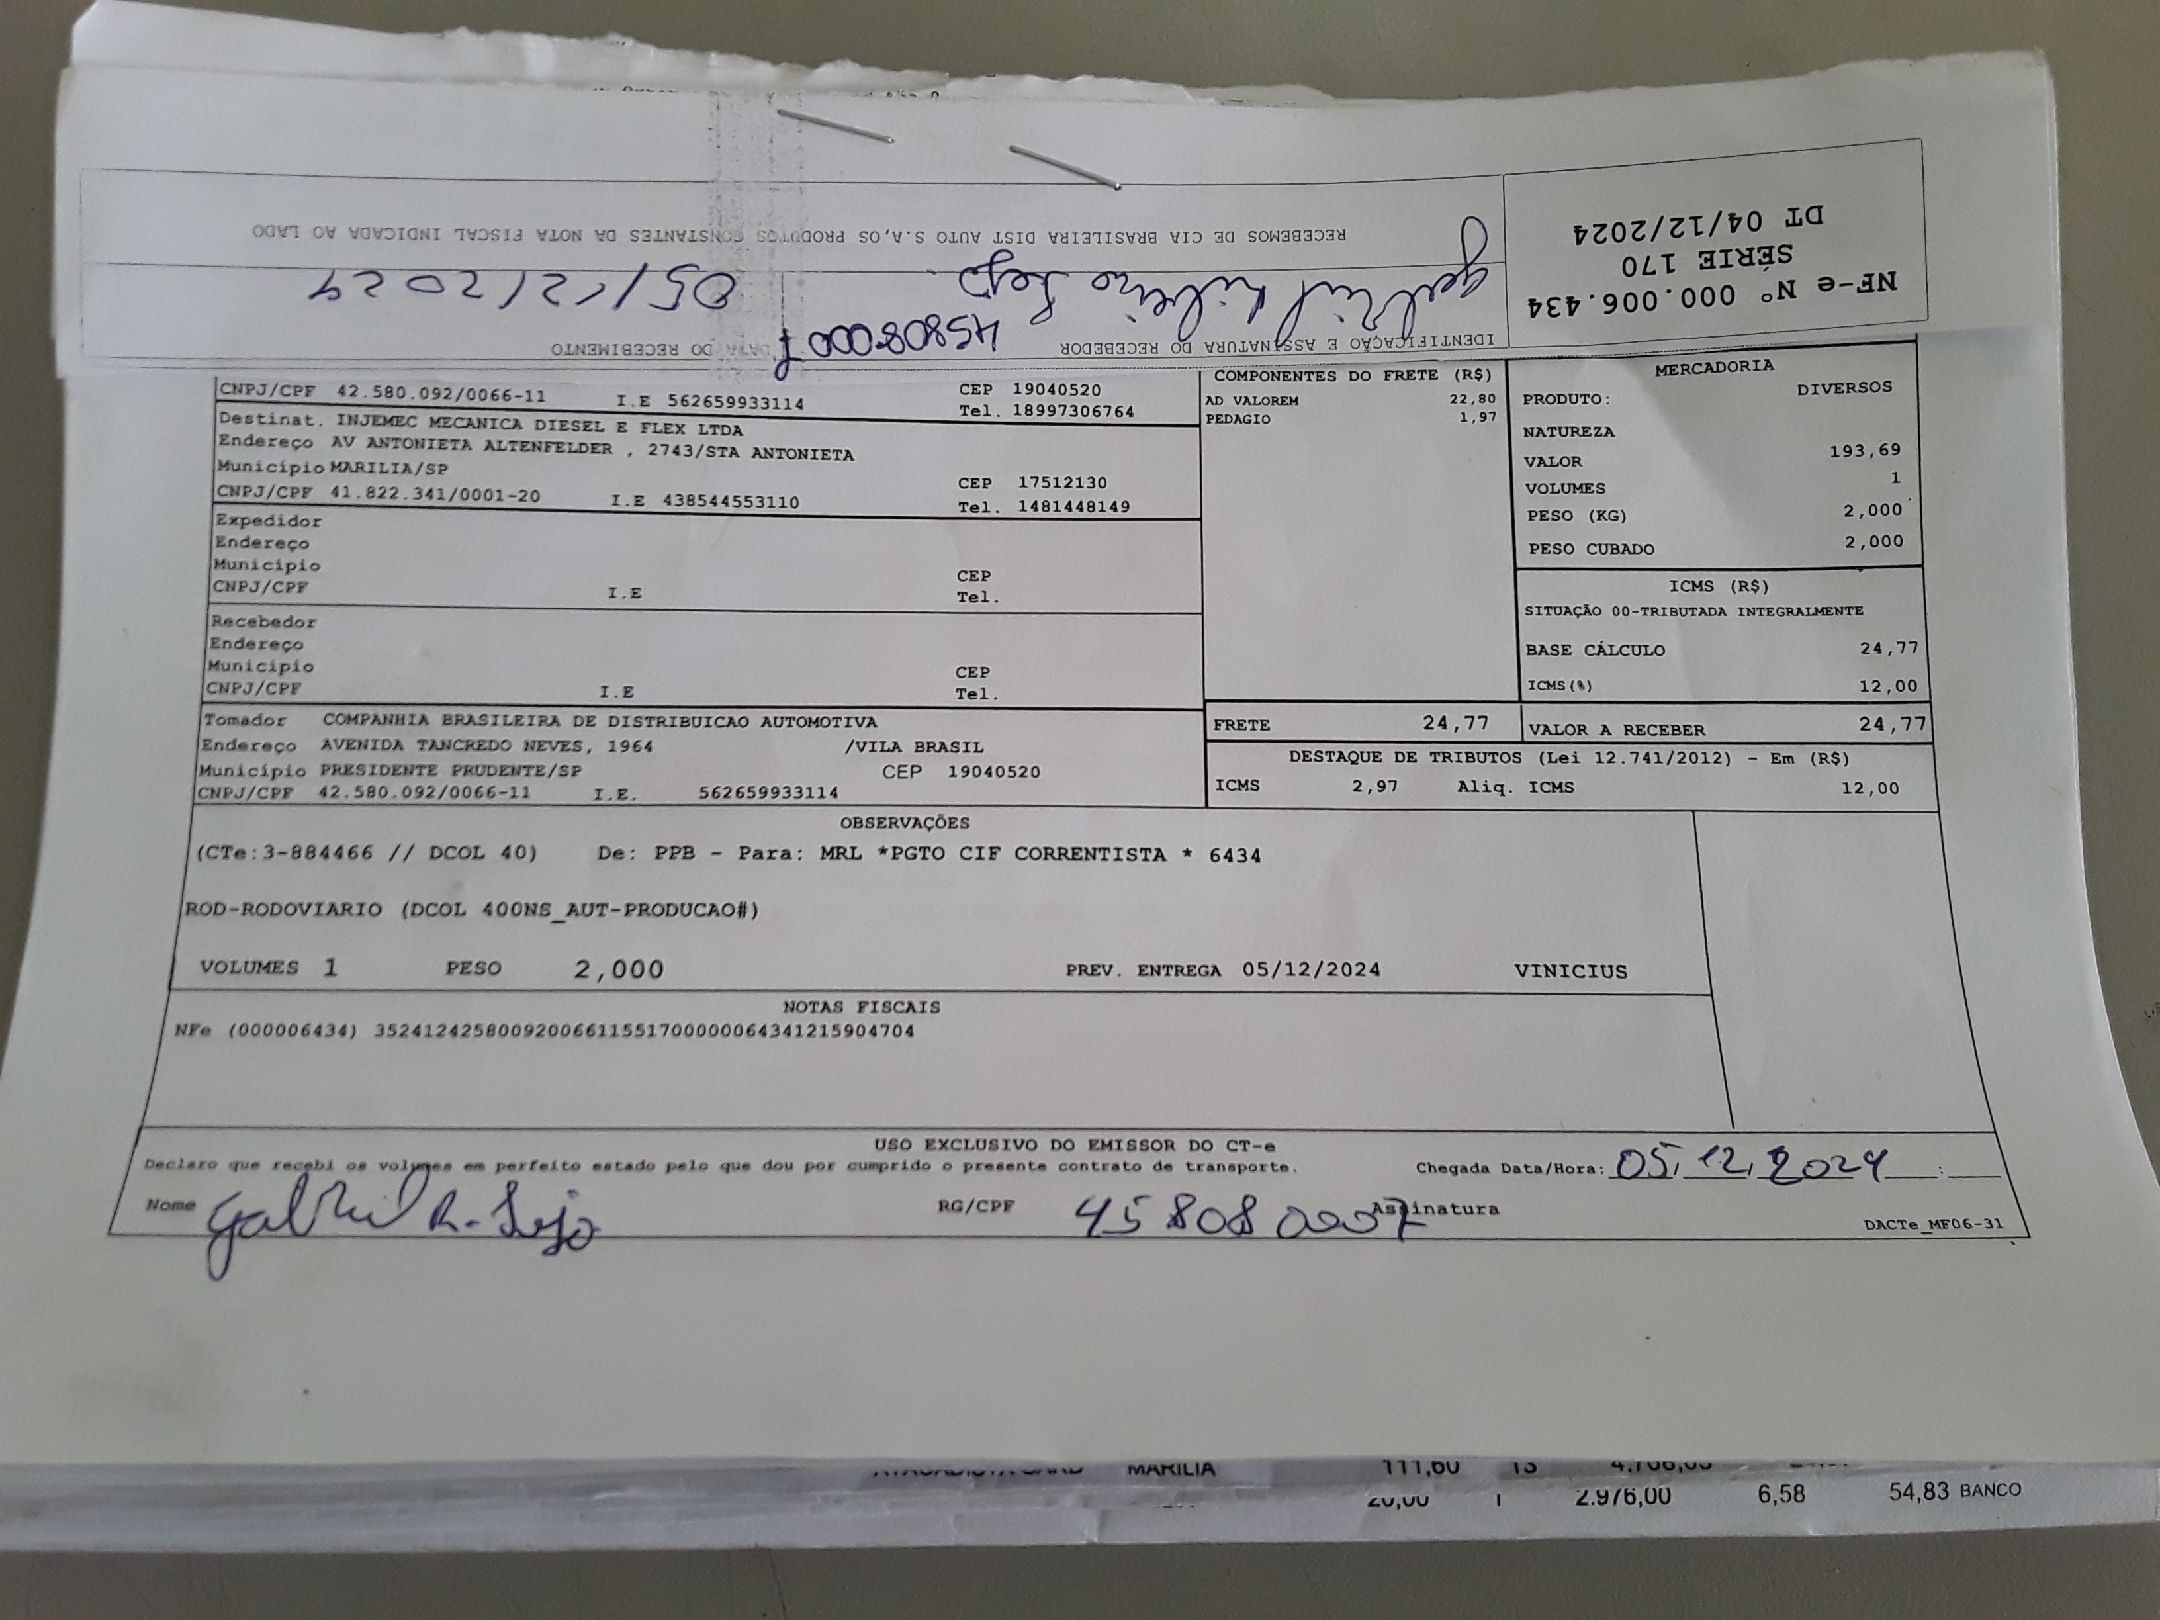 RECEBEMOS DE CIA BRASILEIRA DIST AUTO S.A, OS PRODUTOS CONSTANTES DA NOTA FISCAL INDICADA AO LADO
NF-e Nº 000.006.434
SÉRIE 170
DT 04/12/2024
DATA DO RECEBIMENTO
05/12/2024
IDENTIFICAÇÃO E ASSINATURA DO RECEBEDOR
gabriel Ribeiro
458080007
CNPJ/CPF 42.580.092/0066-11 I.E 562659933114 CEP 19040520
Tel. 18997306764
Destinat. INJEMEC MECANICA DIESEL E FLEX LTDA
Endereço AV ANTONIETA ALTENFELDER , 2743/STA ANTONIETA
Município MARILIA/SP CEP 17512130
CNPJ/CPF 41.822.341/0001-20 I.E 438544553110 Tel. 1481448149
Expedidor
Endereço
Município CEP
CNPJ/CPF I.E Tel.
Recebedor
Endereço
Município CEP
CNPJ/CPF I.E Tel.
Tomador COMPANHIA BRASILEIRA DE DISTRIBUICAO AUTOMOTIVA
Endereço AVENIDA TANCREDO NEVES, 1964 /VILA BRASIL
Município PRESIDENTE PRUDENTE/SP CEP 19040520
CNPJ/CPF 42.580.092/0066-11 I.E. 562659933114
COMPONENTES DO FRETE (R$)
AD VALOREM 22,80
PEDAGIO 1,97
FRETE 24,77
MERCADORIA
PRODUTO: DIVERSOS
NATUREZA
VALOR 193,69
VOLUMES 1
PESO (KG) 2,000
PESO CUBADO 2,000
ICMS (R$)
SITUAÇÃO 00-TRIBUTADA INTEGRALMENTE
BASE CÁLCULO 24,77
ICMS(%) 12,00
VALOR A RECEBER 24,77
DESTAQUE DE TRIBUTOS (Lei 12.741/2012) - Em (R$)
ICMS 2,97 Aliq. ICMS 12,00
OBSERVAÇÕES
(CTe:3-884466 // DCOL 40) De: PPB - Para: MRL *PGTO CIF CORRENTISTA * 6434
ROD-RODOVIARIO (DCOL 400NS_AUT-PRODUCAO#)
VOLUMES 1 PESO 2,000 PREV. ENTREGA 05/12/2024 VINICIUS
NOTAS FISCAIS
NFe (000006434) 35241242580092006611551700000064341215904704
USO EXCLUSIVO DO EMISSOR DO CT-e
Declaro que recebi os volumes em perfeito estado pelo que dou por cumprido o presente contrato de transporte. Chegada Data/Hora: 05.12.2024
Nome gabriel R. RG/CPF 458080007 Assinatura
DACTe_MF06-31
MARILIA 111,60 13
2.976,00 6,58 54,83 BANCO